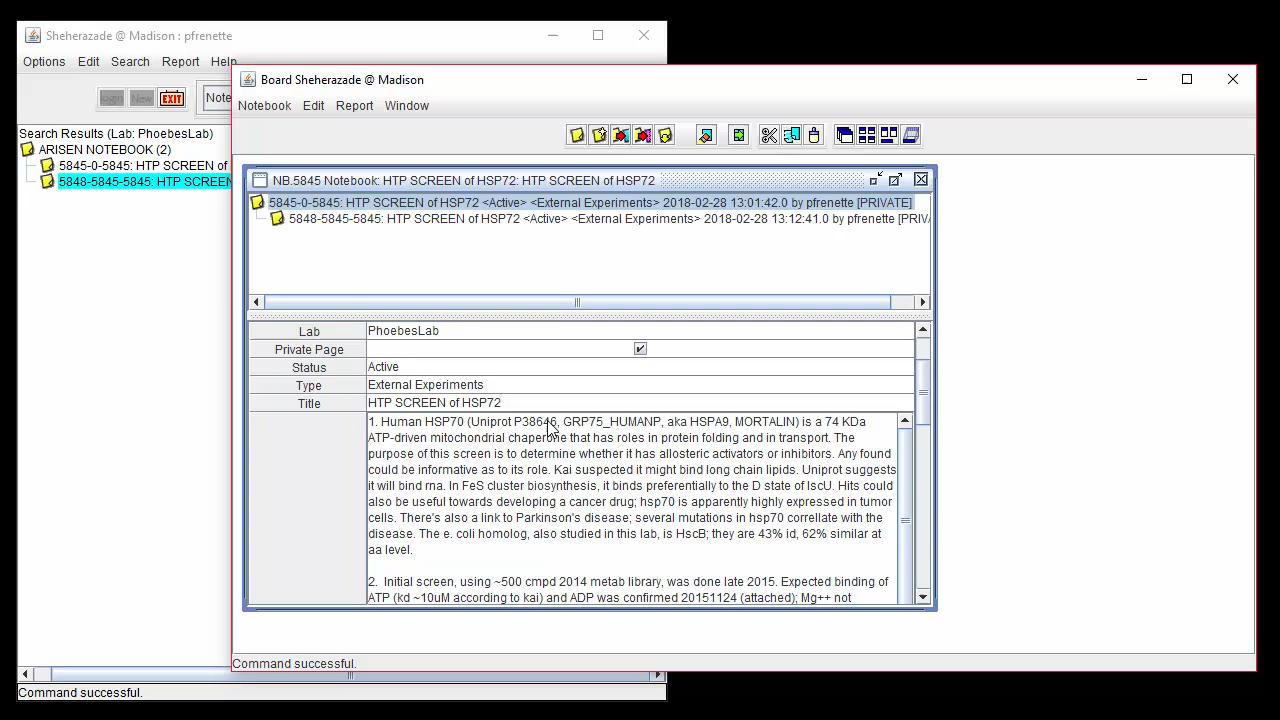 Sheherazade @ Madison : pfrenette
Options Edit Search Report Help
New
EXIT
Note
Search Results (Lab: PhoebesLab)
ARISEN NOTEBOOK (2)
5845-0-5845: HTP SCREEN of
5848-5845-5845: HTP SCREEN
Command successful.
Board Sheherazade @ Madison
Notebook Edit Report Window
NB.5845 Notebook: HTP SCREEN of HSP72: HTP SCREEN of HSP72
5845-0-5845: HTP SCREEN of HSP72 <Active> <External Experiments> 2018-02-28 13:01:42.0 by pfrenette [PRIVATE]
5848-5845-5845: HTP SCREEN of HSP72 <Active> <External Experiments> 2018-02-28 13:12:41.0 by pfrenette [PRIVA
Lab PhoebesLab
Private Page
Status Active
Type External Experiments
Title HTP SCREEN of HSP72
1. Human HSP70 (Uniprot P38646, GRP75_HUMANP, aka HSPA9, MORTALIN) is a 74 KDa
ATP-driven mitochondrial chaperone that has roles in protein folding and in transport. The
purpose of this screen is to determine whether it has allosteric activators or inhibitors. Any found
could be informative as to its role. Kai suspected it might bind long chain lipids. Uniprot suggests
it will bind rna. In FeS cluster biosynthesis, it binds preferentially to the D state of IscU. Hits could
also be useful towards developing a cancer drug; hsp70 is apparently highly expressed in tumor
cells. There's also a link to Parkinson's disease; several mutations in hsp70 correllate with the
disease. The e. coli homolog, also studied in this lab, is HscB; they are 43% id, 62% similar at
aa level.
2. Initial screen, using ~500 cmpd 2014 metab library, was done late 2015. Expected binding of
ATP (kd ~10uM according to kai) and ADP was confirmed 20151124 (attached); Mg++ not
Command successful.